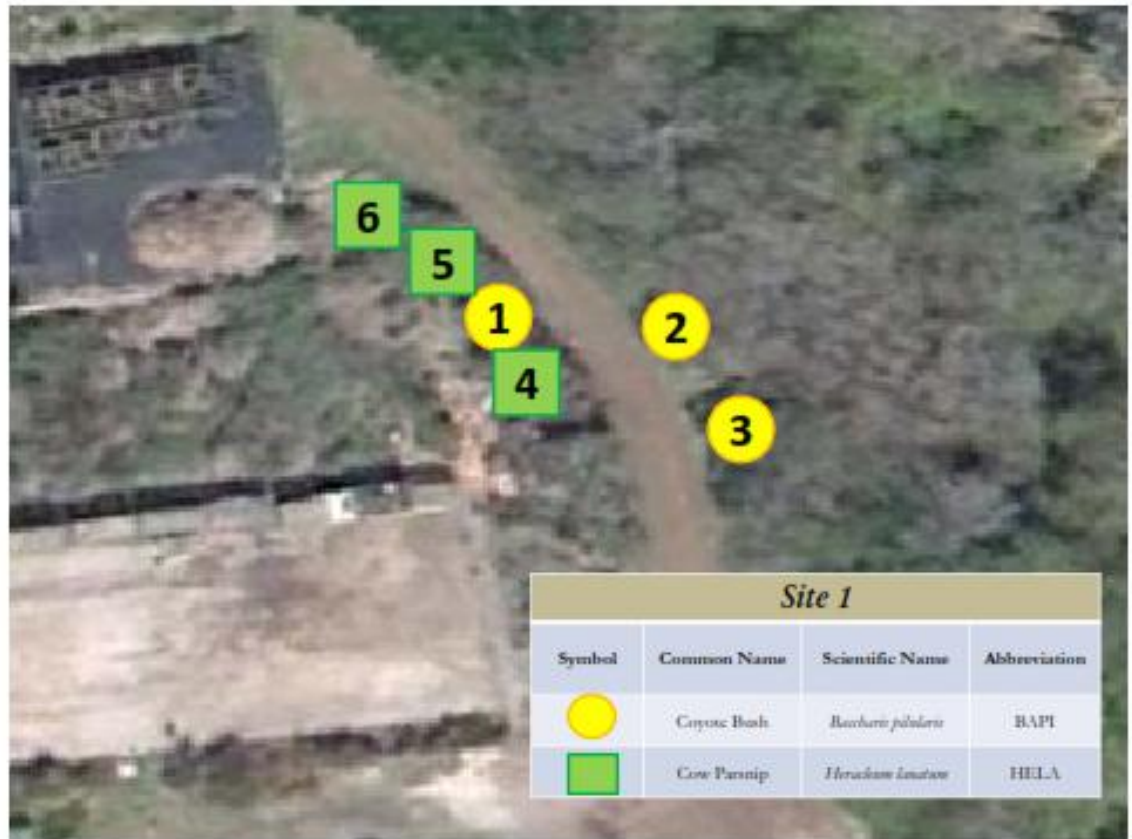 6
5
1
2
4
3
Site 1
Symbol Common Name Scientific Name Abbreviation
Coyote Bush Baccharis pilularis BAPI
Cow Parsnip Heracleum lanatum HELA